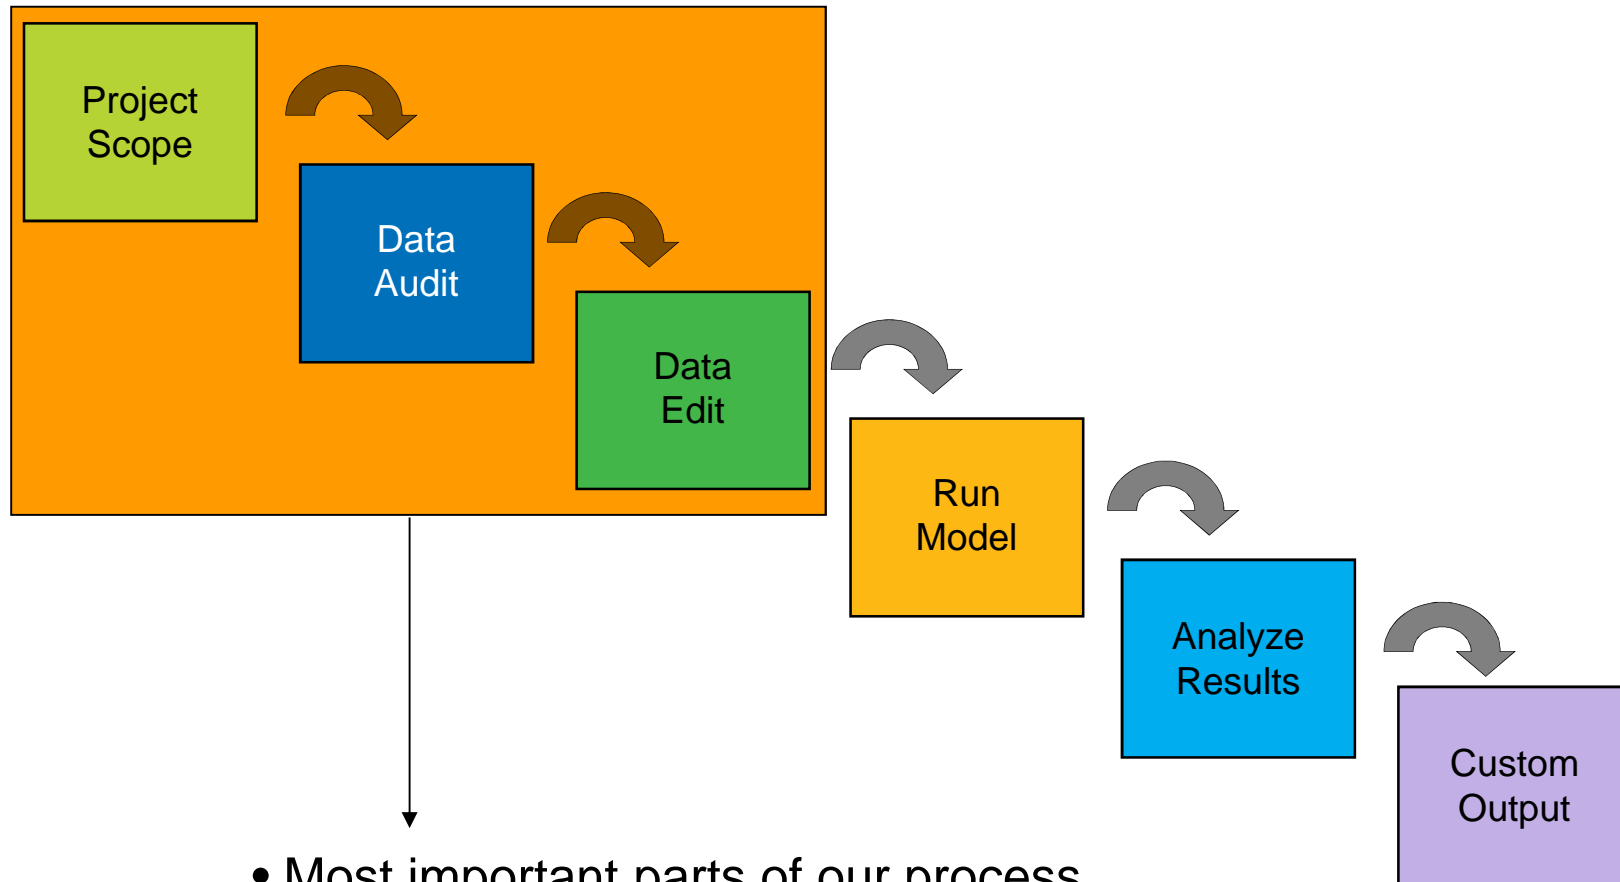 Project
Scope
Data
Audit
Data
Edit
Run
Model
Analyze
Results
Custom
Output
• Most important parts of our process